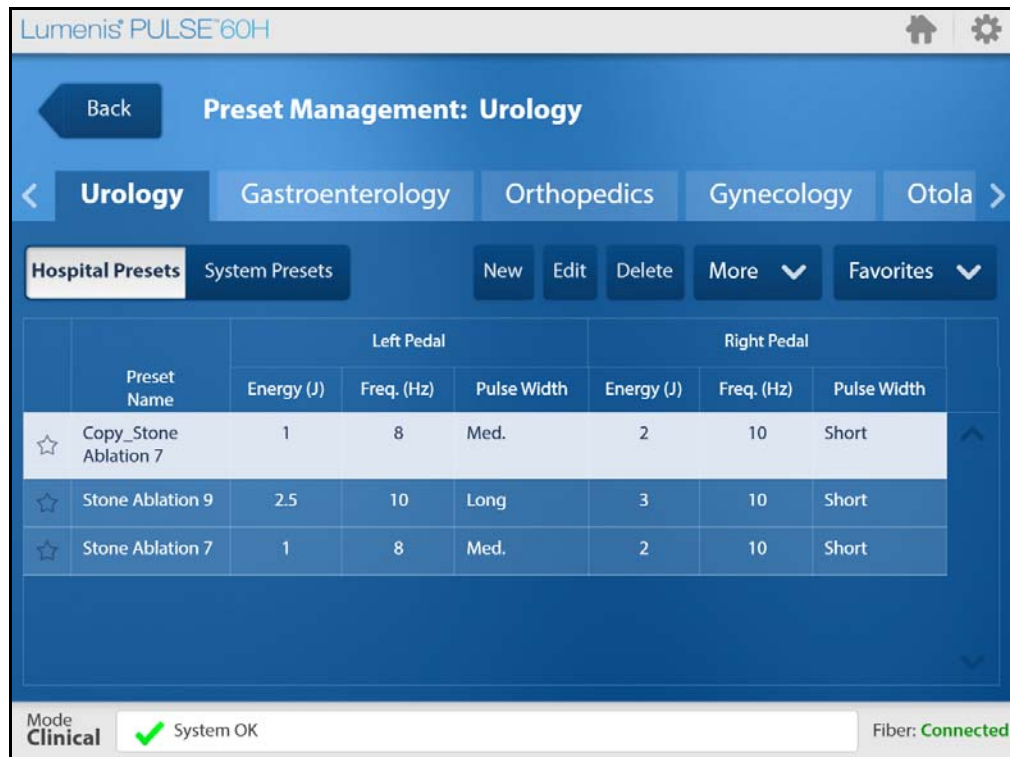 Lumenis® PULSE™60H
Back
Preset Management: Urology
Urology Gastroenterology Orthopedics Gynecology Otola
Hospital Presets System Presets New Edit Delete More Favorites
Left Pedal Right Pedal
Preset
Name Energy (J) Freq. (Hz) Pulse Width Energy (J) Freq. (Hz) Pulse Width
Copy_Stone
Ablation 7 1 8 Med. 2 10 Short
Stone Ablation 9 2.5 10 Long 3 10 Short
Stone Ablation 7 1 8 Med. 2 10 Short
Mode
Clinical
System OK
Fiber: Connected